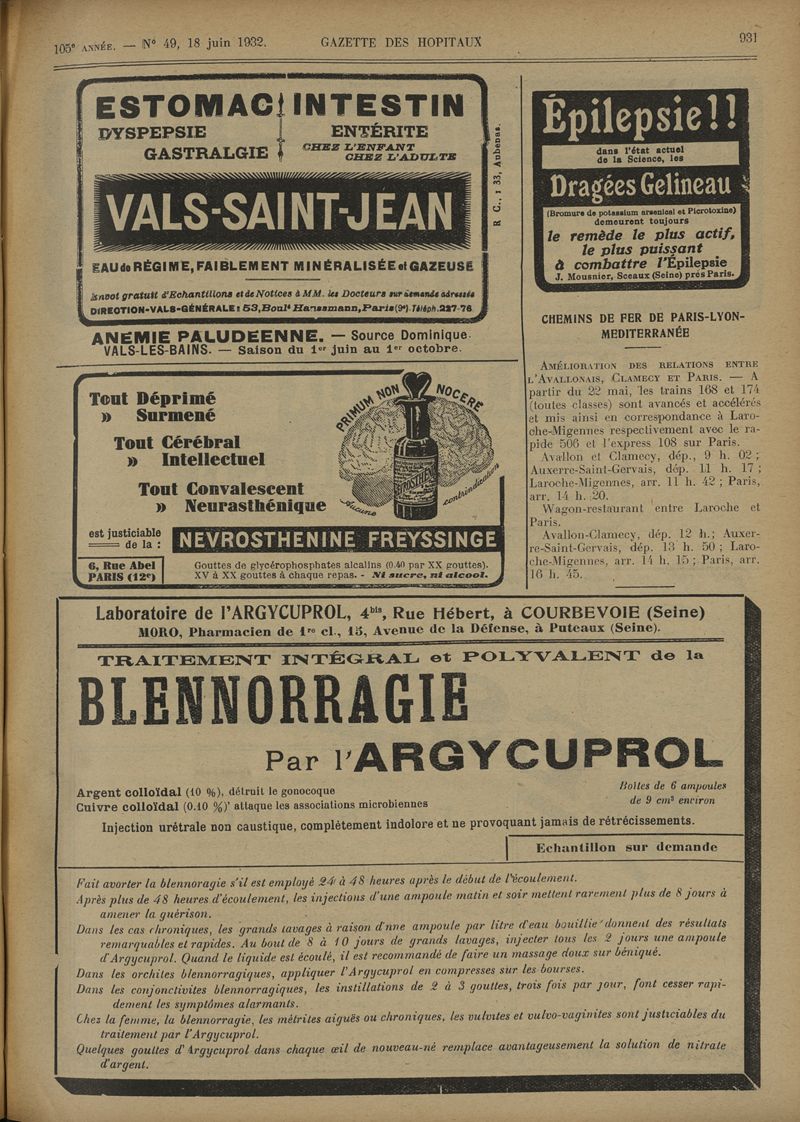 105e ANNÉE. — No 49, 18 juin 1932. GAZETTE DES HOPITAUX 931
ESTOMAC INTESTIN
DYSPEPSIE ENTÉRITE
GASTRALGIE CHEZ L'ENFANT
CHEZ L'ADULTE
VALS-SAINT-JEAN
EAU de RÉGIME, FAIBLEMENT MINÉRALISÉE et GAZEUSE
Envoi gratuit d'Echantillons et de Notices à MM. les Docteurs sur demande adressée
DIRECTION-VALS-GÉNÉRALE: 53, Boult Haussmann, Paris (9e) Téléph. 227-76
R C., : 33, Aubenas.
ANÉMIE PALUDEENNE. — Source Dominique.
VALS-LES-BAINS. — Saison du 1er juin au 1er octobre.
Tout Déprimé
» Surmené
Tout Cérébral
» Intellectuel
Tout Convalescent
» Neurasthénique
PRIMUM NON NOCERE
Aucune contrindication
est justiciable
de la :
NEVROSTHENINE FREYSSINGE
6, Rue Abel
PARIS (12e)
Gouttes de glycérophosphates alcalins (0.40 par XX gouttes).
XV à XX gouttes à chaque repas. - Ni sucre, ni alcool.
Épilepsie!!
dans l'état actuel
de la Science, les
Dragées Gelineau
(Bromure de potassium arsenical et Picrotoxine)
demeurent toujours
le remède le plus actif,
le plus puissant
à combattre l'Épilepsie
J. Mousnier, Sceaux (Seine) près Paris.
CHEMINS DE FER DE PARIS-LYON-
MEDITERRANÉE
AMÉLIORATION DES RELATIONS ENTRE
L'AVALLONAIS, CLAMECY ET PARIS. — A
partir du 22 mai, les trains 168 et 174
(toutes classes) sont avancés et accélérés
et mis ainsi en correspondance à Laro-
che-Migennes respectivement avec le ra-
pide 506 et l'express 108 sur Paris.
Avallon et Clamecy, dép., 9 h. 02 ;
Auxerre-Saint-Gervais, dép. 11 h. 17 ;
Laroche-Migennes, arr. 11 h. 42 ; Paris,
arr. 14 h. 20.
Wagon-restaurant entre Laroche et
Paris.
Avallon-Clamecy, dép. 12 h.; Auxer-
re-Saint-Gervais, dép. 13 h. 50 ; Laro-
che-Migennes, arr. 14 h. 15 ; Paris, arr.
16 h. 45.
Laboratoire de l'ARGYCUPROL, 4bis, Rue Hébert, à COURBEVOIE (Seine)
MORO, Pharmacien de 1re cl., 15, Avenue de la Défense, à Puteaux (Seine).
TRAITEMENT INTÉGRAL et POLYVALENT de la
BLENNORRAGIE
Par l'ARGYCUPROL
Argent colloïdal (10 %), détruit le gonocoque
Cuivre colloïdal (0.10 %)' attaque les associations microbiennes
Boîtes de 6 ampoules
de 9 cm3 environ
Injection urétrale non caustique, complètement indolore et ne provoquant jamais de rétrécissements.
Echantillon sur demande
Fait avorter la blennoragie s'il est employé 24 à 48 heures après le début de l'écoulement.
Après plus de 48 heures d'écoulement, les injections d'une ampoule matin et soir mettent rarement plus de 8 jours à
amener la guérison.
Dans les cas chroniques, les grands lavages à raison d'nne ampoule par litre d'eau bouillie donnent des résultats
remarquables et rapides. Au bout de 8 à 10 jours de grands lavages, injecter tous les 2 jours une ampoule
d'Argycuprol. Quand le liquide est écoulé, il est recommandé de faire un massage doux sur béniqué.
Dans les orchites blennorragiques, appliquer l'Argycuprol en compresses sur les bourses.
Dans les conjonctivites blennorragiques, les instillations de 2 à 3 gouttes, trois fois par jour, font cesser rapi-
dement les symptômes alarmants.
Chez la femme, la blennorragie, les métrites aiguës ou chroniques, les vulvites et vulvo-vaginites sont justiciables du
traitement par l'Argycuprol.
Quelques gouttes d'Argycuprol dans chaque œil de nouveau-né remplace avantageusement la solution de nitrate
d'argent.